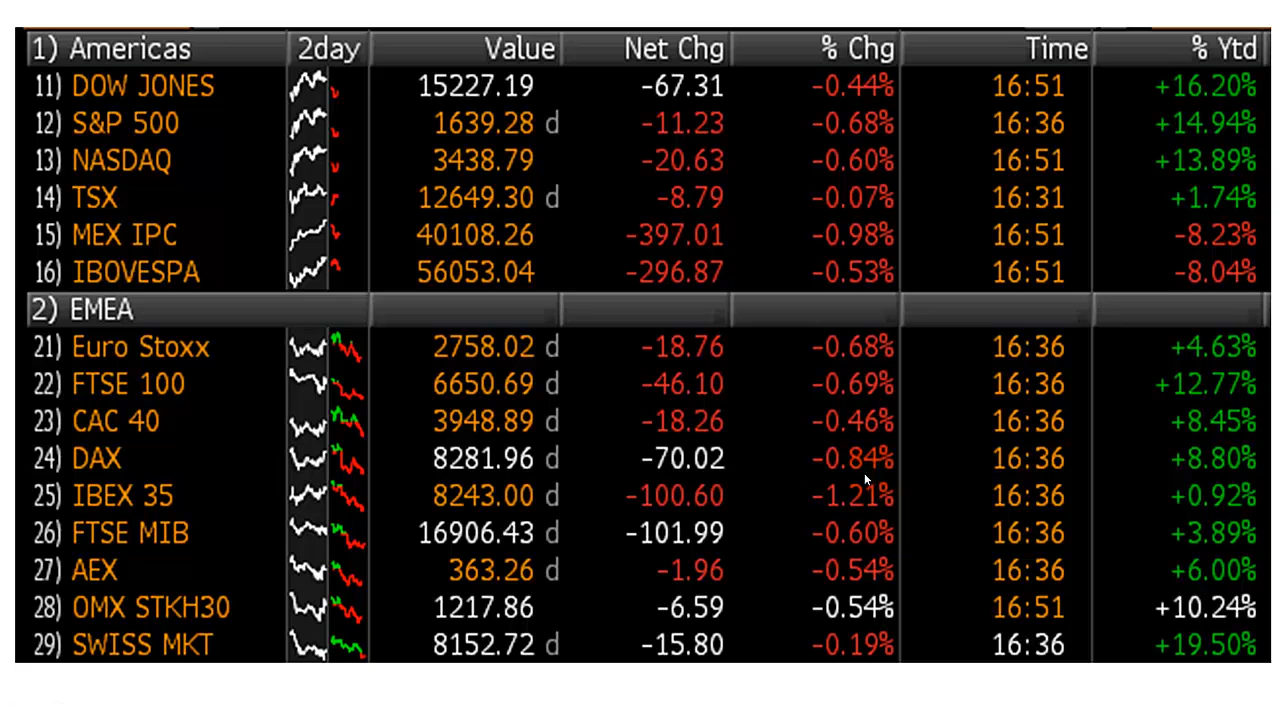 1) Americas 2day Value Net Chg % Chg Time % Ytd
11) DOW JONES 15227.19 -67.31 -0.44% 16:51 +16.20%
12) S&P 500 1639.28 d -11.23 -0.68% 16:36 +14.94%
13) NASDAQ 3438.79 -20.63 -0.60% 16:51 +13.89%
14) TSX 12649.30 d -8.79 -0.07% 16:31 +1.74%
15) MEX IPC 40108.26 -397.01 -0.98% 16:51 -8.23%
16) IBOVESPA 56053.04 -296.87 -0.53% 16:51 -8.04%
2) EMEA
21) Euro Stoxx 2758.02 d -18.76 -0.68% 16:36 +4.63%
22) FTSE 100 6650.69 d -46.10 -0.69% 16:36 +12.77%
23) CAC 40 3948.89 d -18.26 -0.46% 16:36 +8.45%
24) DAX 8281.96 d -70.02 -0.84% 16:36 +8.80%
25) IBEX 35 8243.00 d -100.60 -1.21% 16:36 +0.92%
26) FTSE MIB 16906.43 d -101.99 -0.60% 16:36 +3.89%
27) AEX 363.26 d -1.96 -0.54% 16:36 +6.00%
28) OMX STKH30 1217.86 -6.59 -0.54% 16:51 +10.24%
29) SWISS MKT 8152.72 d -15.80 -0.19% 16:36 +19.50%